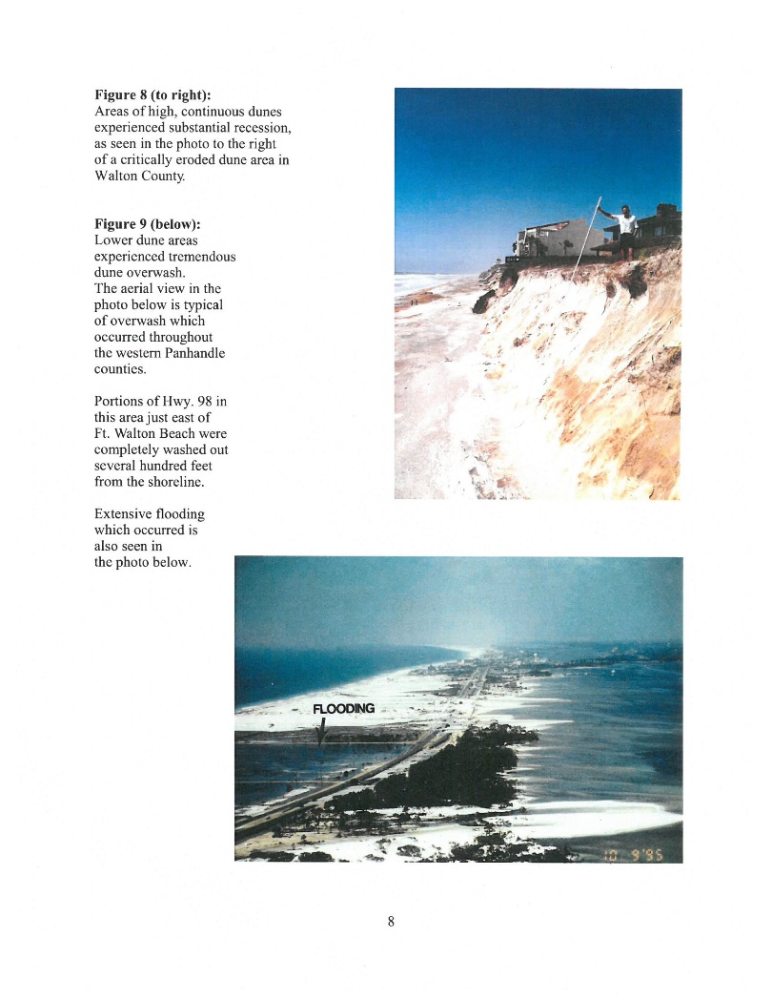 Figure 8 (to right):
Areas of high, continuous dunes
experienced substantial recession,
as seen in the photo to the right
of a critically eroded dune area in
Walton County.
Figure 9 (below):
Lower dune areas
experienced tremendous
dune overwash.
The aerial view in the
photo below is typical
of overwash which
occurred throughout
the western Panhandle
counties.
Portions of Hwy. 98 in
this area just east of
Ft. Walton Beach were
completely washed out
several hundred feet
from the shoreline.
Extensive flooding
which occurred is
also seen in
the photo below.
FLOODING
10 9'95
8